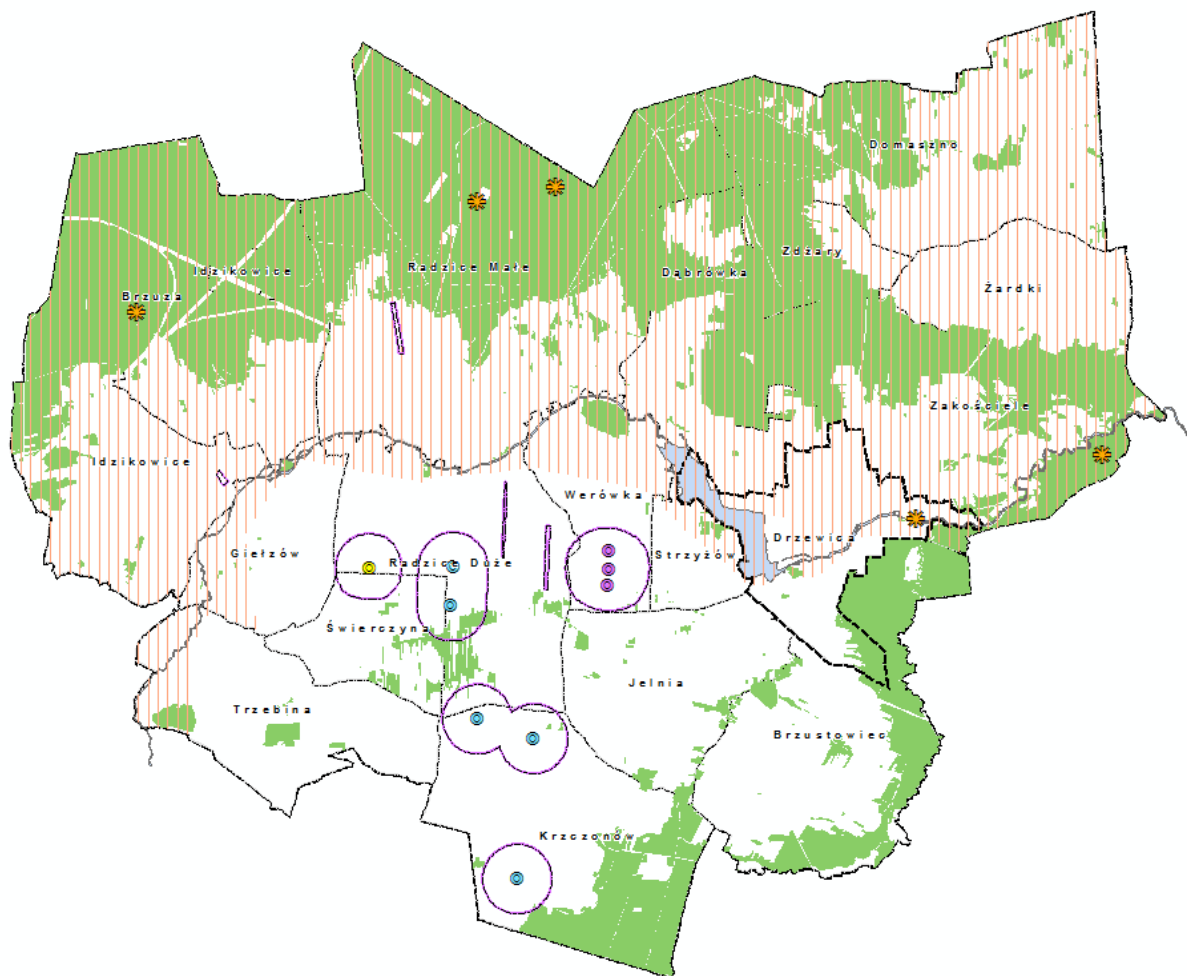 Domaszno
Zdżary
Idzikowice
Radzice Małe
Dąbrówka
Żardki
Brzuza
Zakościele
Idzikowice
Werówka
Drzewica
Giełzów
Radzice Duże
Strzyżów
Świerczyna
Jelnia
Trzebina
Brzustowiec
Krzczonów